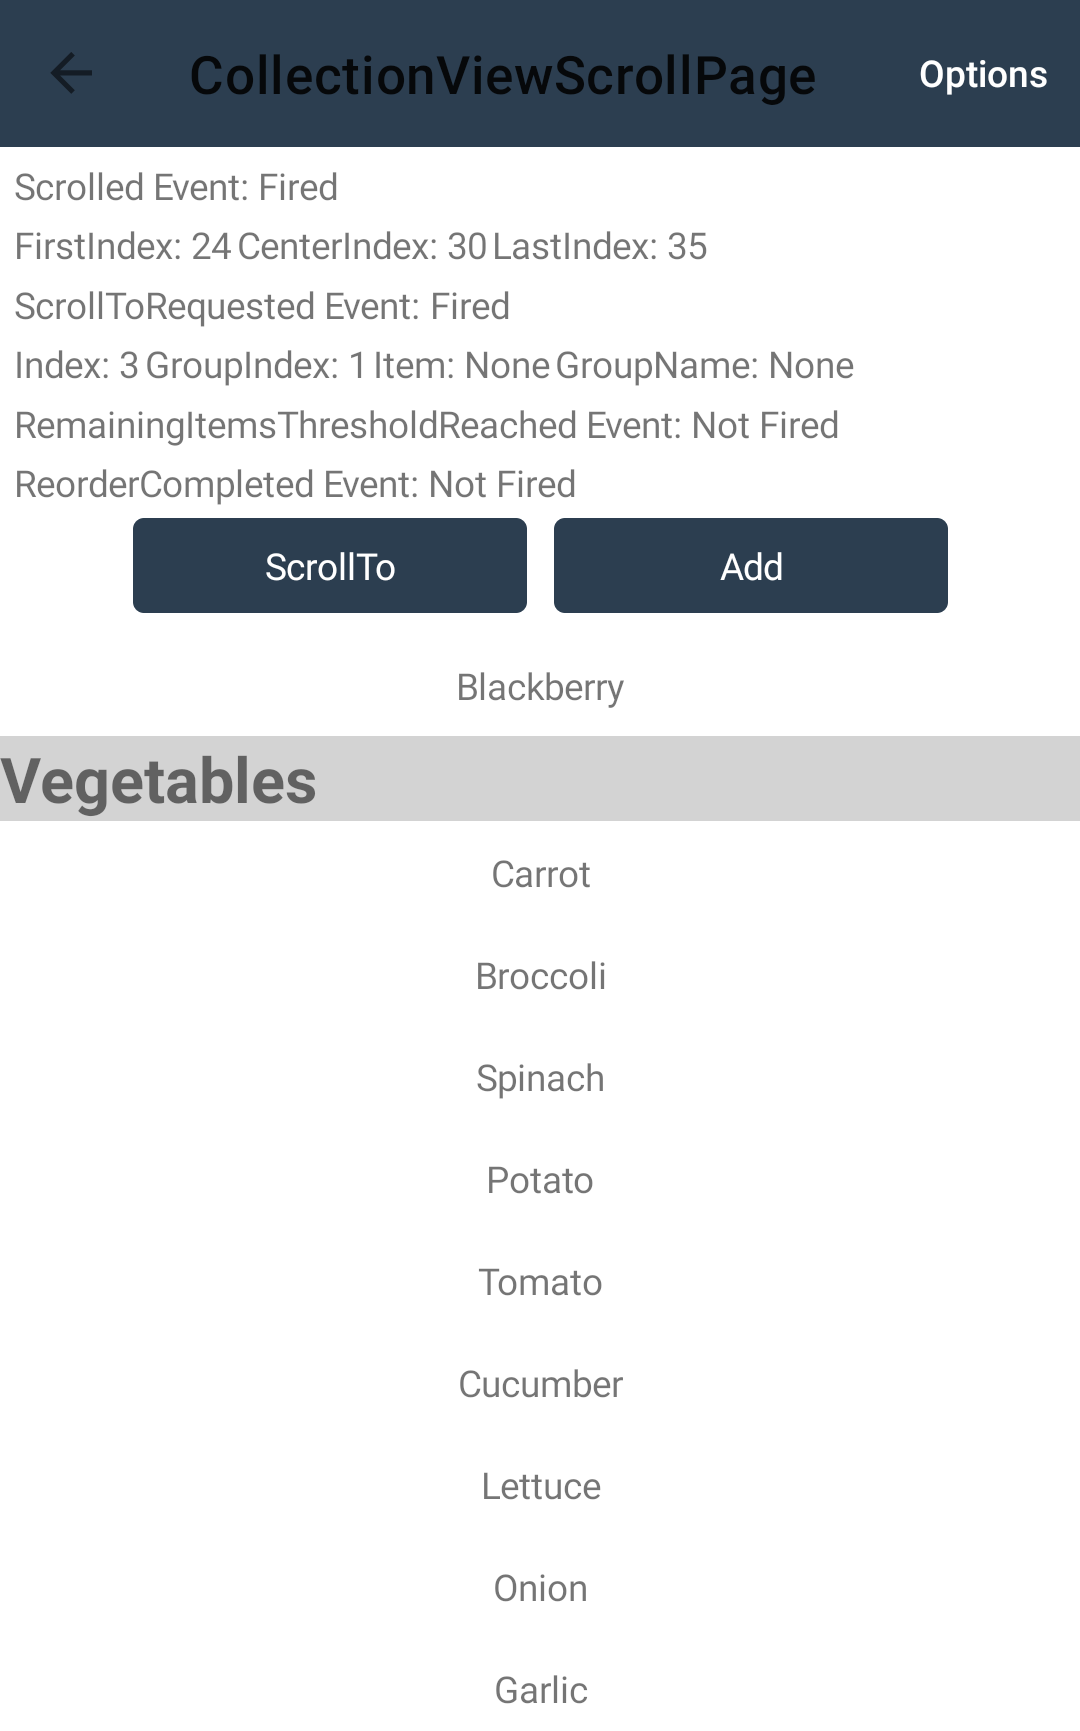 CollectionViewScrollPage Options
Scrolled Event: Fired
FirstIndex: 24 CenterIndex: 30 LastIndex: 35
ScrollToRequested Event: Fired
Index: 3 GroupIndex: 1 Item: None GroupName: None
RemainingItemsThresholdReached Event: Not Fired
ReorderCompleted Event: Not Fired
ScrollTo Add
Blackberry
Vegetables
Carrot
Broccoli
Spinach
Potato
Tomato
Cucumber
Lettuce
Onion
Garlic